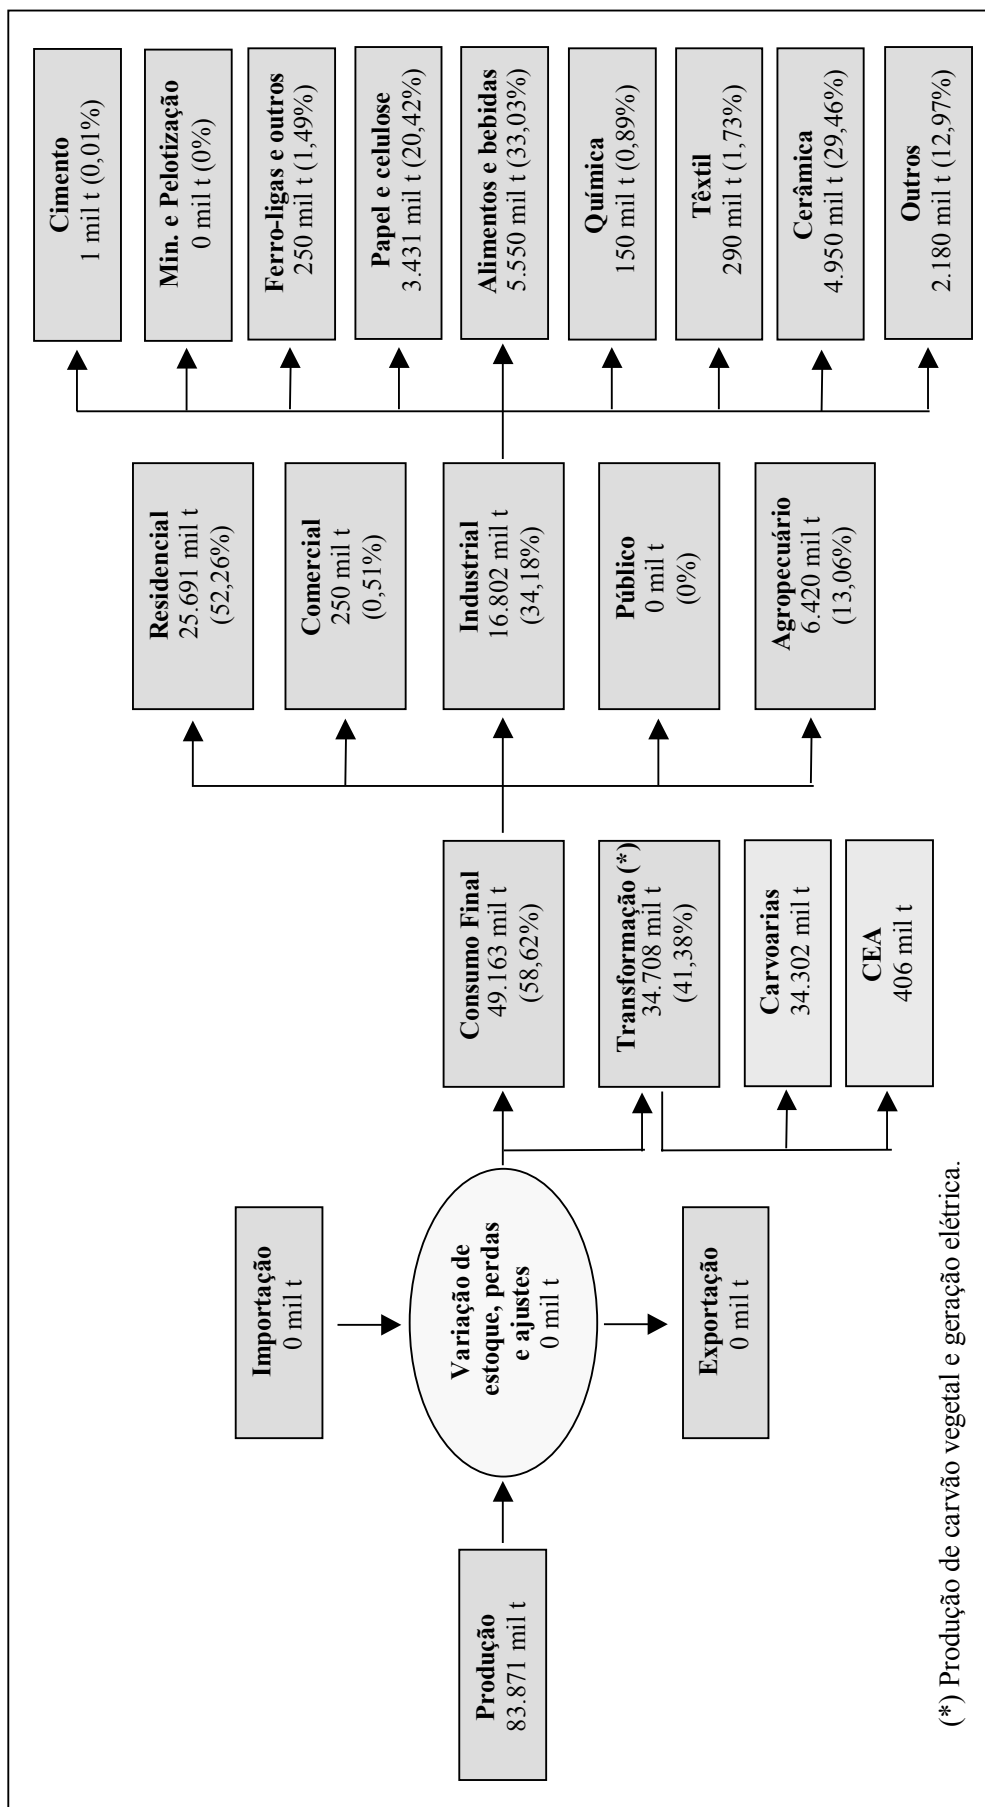 Produção
83.871 mil t
Importação
0 mil t
Variação de
estoque, perdas
e ajustes
0 mil t
Exportação
0 mil t
Consumo Final
49.163 mil t
(58,62%)
Transformação (*)
34.708 mil t
(41,38%)
Carvoarias
34.302 mil t
CEA
406 mil t
Residencial
25.691 mil t
(52,26%)
Comercial
250 mil t
(0,51%)
Industrial
16.802 mil t
(34,18%)
Público
0 mil t
(0%)
Agropecuário
6.420 mil t
(13,06%)
Cimento
1 mil t (0,01%)
Min. e Pelotização
0 mil t (0%)
Ferro-ligas e outros
250 mil t (1,49%)
Papel e celulose
3.431 mil t (20,42%)
Alimentos e bebidas
5.550 mil t (33,03%)
Química
150 mil t (0,89%)
Têxtil
290 mil t (1,73%)
Cerâmica
4.950 mil t (29,46%)
Outros
2.180 mil t (12,97%)
(*) Produção de carvão vegetal e geração elétrica.